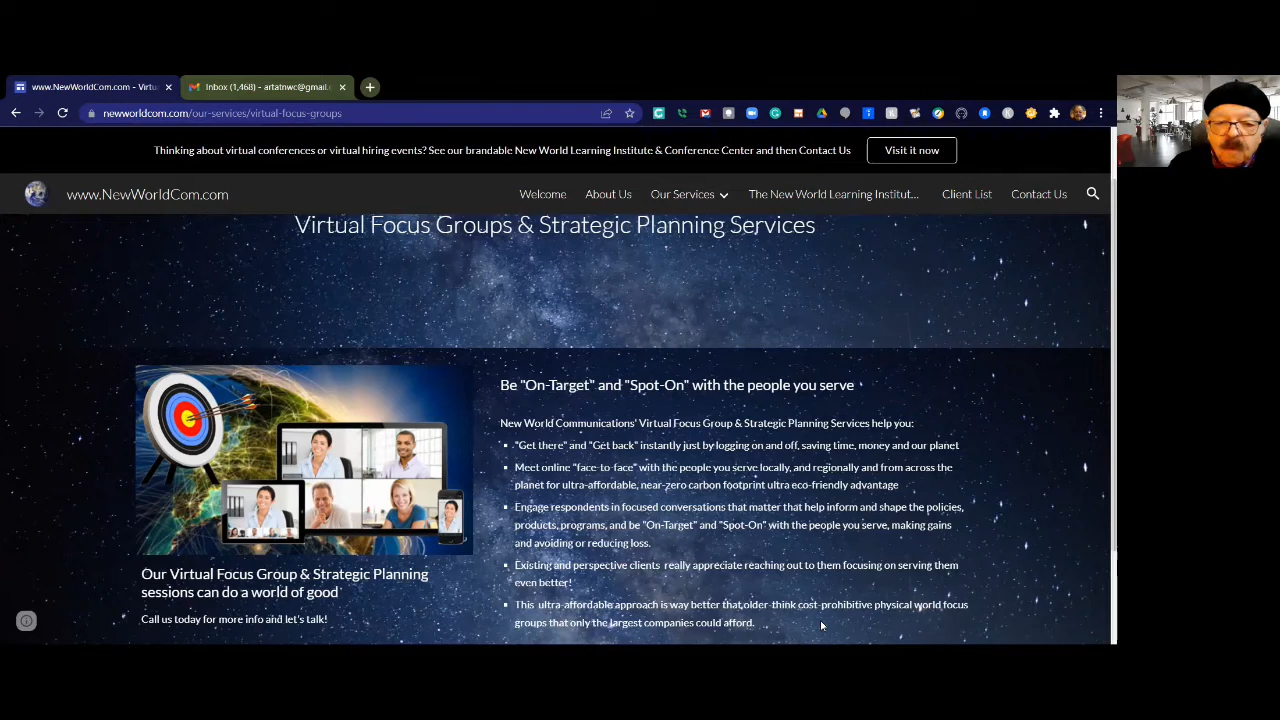 www.NewWorldCom.com - Virtu
Inbox (1,468) - artatnwc@gmail.c
newworldcom.com/our-services/virtual-focus-groups
Thinking about virtual conferences or virtual hiring events? See our brandable New World Learning Institute & Conference Center and then Contact Us
Visit it now
www.NewWorldCom.com
Welcome
About Us
Our Services
The New World Learning Institut...
Client List
Contact Us
Virtual Focus Groups & Strategic Planning Services
Be "On-Target" and "Spot-On" with the people you serve
New World Communications' Virtual Focus Group & Strategic Planning Services help you:
▪ "Get there" and "Get back" instantly just by logging on and off, saving time, money and our planet
▪ Meet online "face-to-face" with the people you serve locally, and regionally and from across the
planet for ultra-affordable, near-zero carbon footprint ultra eco-friendly advantage
▪ Engage respondents in focused conversations that matter that help inform and shape the policies,
products, programs, and be "On-Target" and "Spot-On" with the people you serve, making gains
and avoiding or reducing loss.
▪ Existing and perspective clients really appreciate reaching out to them focusing on serving them
even better!
▪ This ultra-affordable approach is way better that,older-think cost-prohibitive physical world focus
groups that only the largest companies could afford.
Our Virtual Focus Group & Strategic Planning
sessions can do a world of good
Call us today for more info and let's talk!